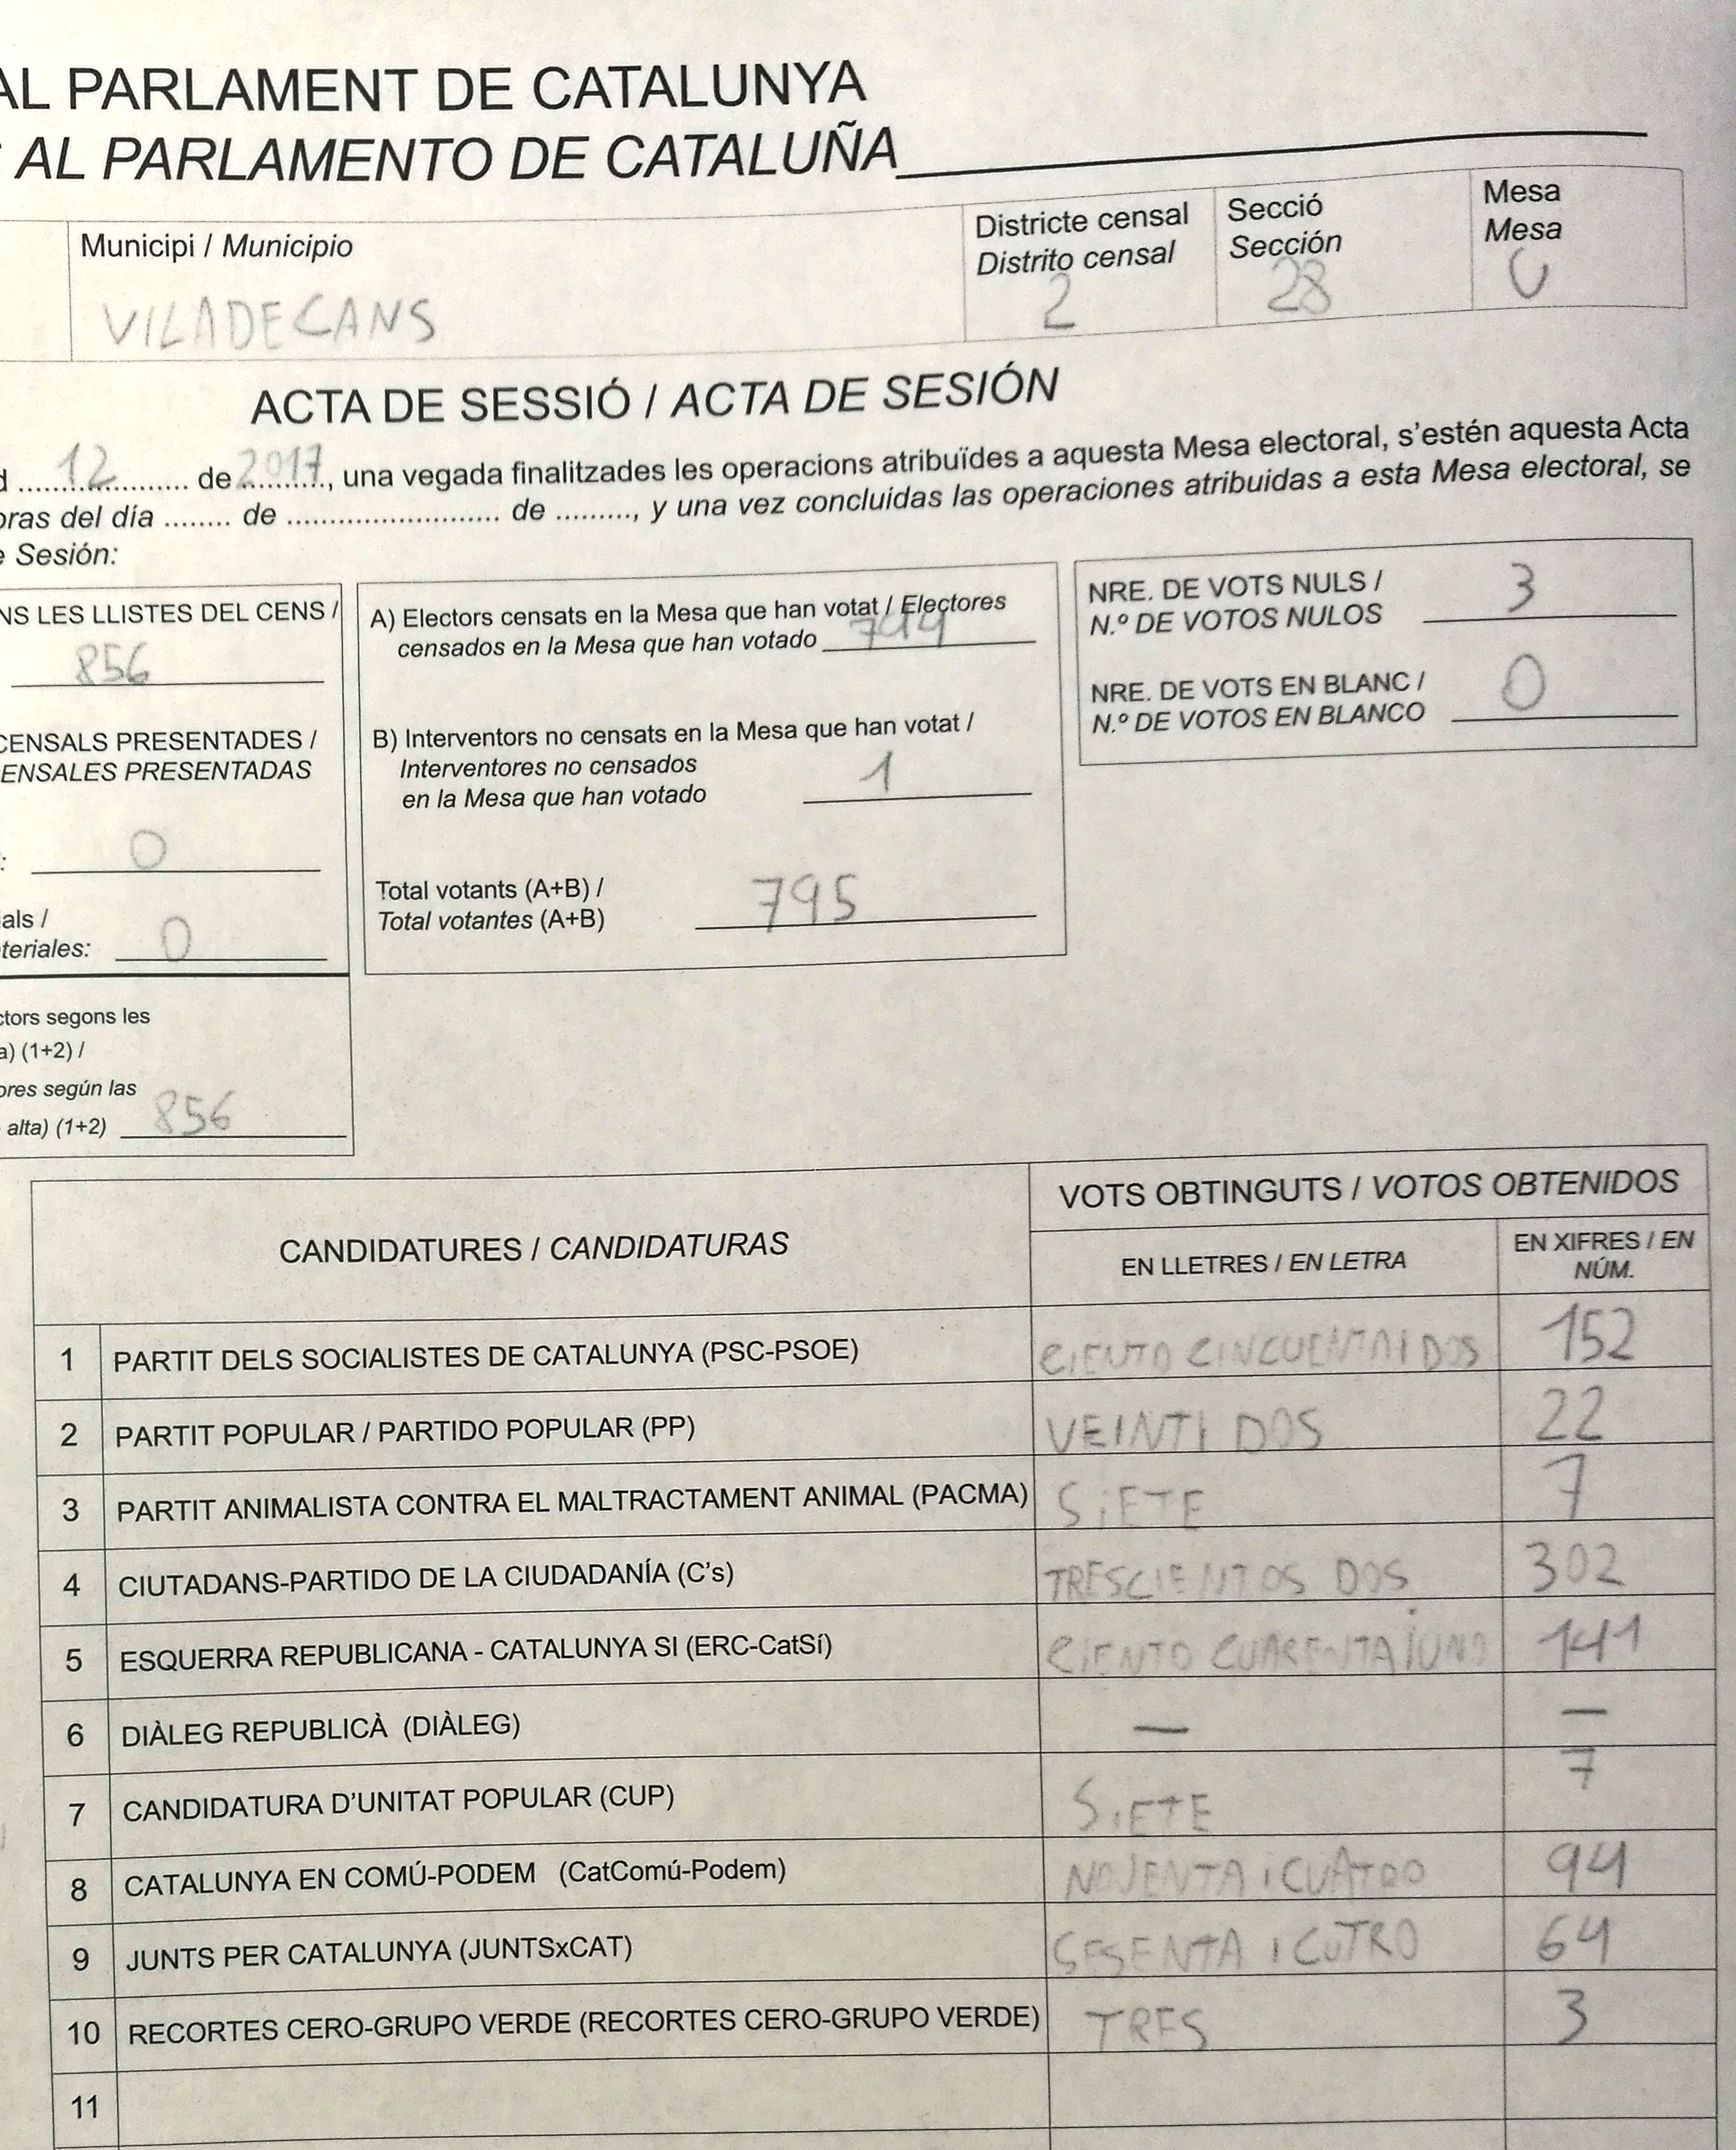 AL PARLAMENT DE CATALUNYA
AL PARLAMENTO DE CATALUÑA
Municipi / Municipio
VILADECANS
Districte censal
Distrito censal
2
Secció
Sección
28
Mesa
Mesa
U
ACTA DE SESSIÓ / ACTA DE SESIÓN
12 de 2017, una vegada finalitzades les operacions atribuïdes a aquesta Mesa electoral, s'estén aquesta Acta
oras del día ........ de ........................ de ........., y una vez concluidas las operaciones atribuidas a esta Mesa electoral, se
Sesión:
NS LES LLISTES DEL CENS /
856
CENSALS PRESENTADES /
ENSALES PRESENTADAS
0
ials /
teriales: 0
ctors segons les
a) (1+2) /
ores según las
alta) (1+2) 856
A) Electors censats en la Mesa que han votat / Electores
censados en la Mesa que han votado 794
B) Interventors no censats en la Mesa que han votat /
Interventores no censados
en la Mesa que han votado 1
Total votants (A+B) /
Total votantes (A+B) 795
NRE. DE VOTS NULS /
N.º DE VOTOS NULOS 3
NRE. DE VOTS EN BLANC /
N.º DE VOTOS EN BLANCO 0
CANDIDATURES / CANDIDATURAS
VOTS OBTINGUTS / VOTOS OBTENIDOS
EN LLETRES / EN LETRA
EN XIFRES / EN
NÚM.
1 PARTIT DELS SOCIALISTES DE CATALUNYA (PSC-PSOE) CIENTO CINCUENTAI DOS 152
2 PARTIT POPULAR / PARTIDO POPULAR (PP) VEINTI DOS 22
3 PARTIT ANIMALISTA CONTRA EL MALTRACTAMENT ANIMAL (PACMA) SiETE 7
4 CIUTADANS-PARTIDO DE LA CIUDADANÍA (C's) TRESCIENTOS DOS 302
5 ESQUERRA REPUBLICANA - CATALUNYA SI (ERC-CatSí) CIENTO CUARENTA iUNO 141
6 DIÀLEG REPUBLICÀ (DIÀLEG) — —
7 CANDIDATURA D'UNITAT POPULAR (CUP) SiETE 7
8 CATALUNYA EN COMÚ-PODEM (CatComú-Podem) NOVENTA i CUATRO 94
9 JUNTS PER CATALUNYA (JUNTSxCAT) SESENTA i CUTRO 64
10 RECORTES CERO-GRUPO VERDE (RECORTES CERO-GRUPO VERDE) TRES 3
11